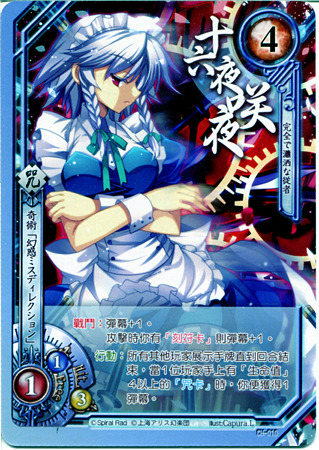 十六夜咲夜
4
完全で瀟洒な従者
咒
奇術「幻惑ミスディレクション」
戰鬥：彈幕+1。
攻擊時你有「刻荒卡」則彈幕+1。
行動：所有其他玩家展示手牌直到回合結
束，當1位玩家手上有「生命值」
4以上的「咒卡」時，你便獲得1
彈幕。
1
1
3
©Spiral Rad ©上海アリス幻楽団 Illust:Capura.L